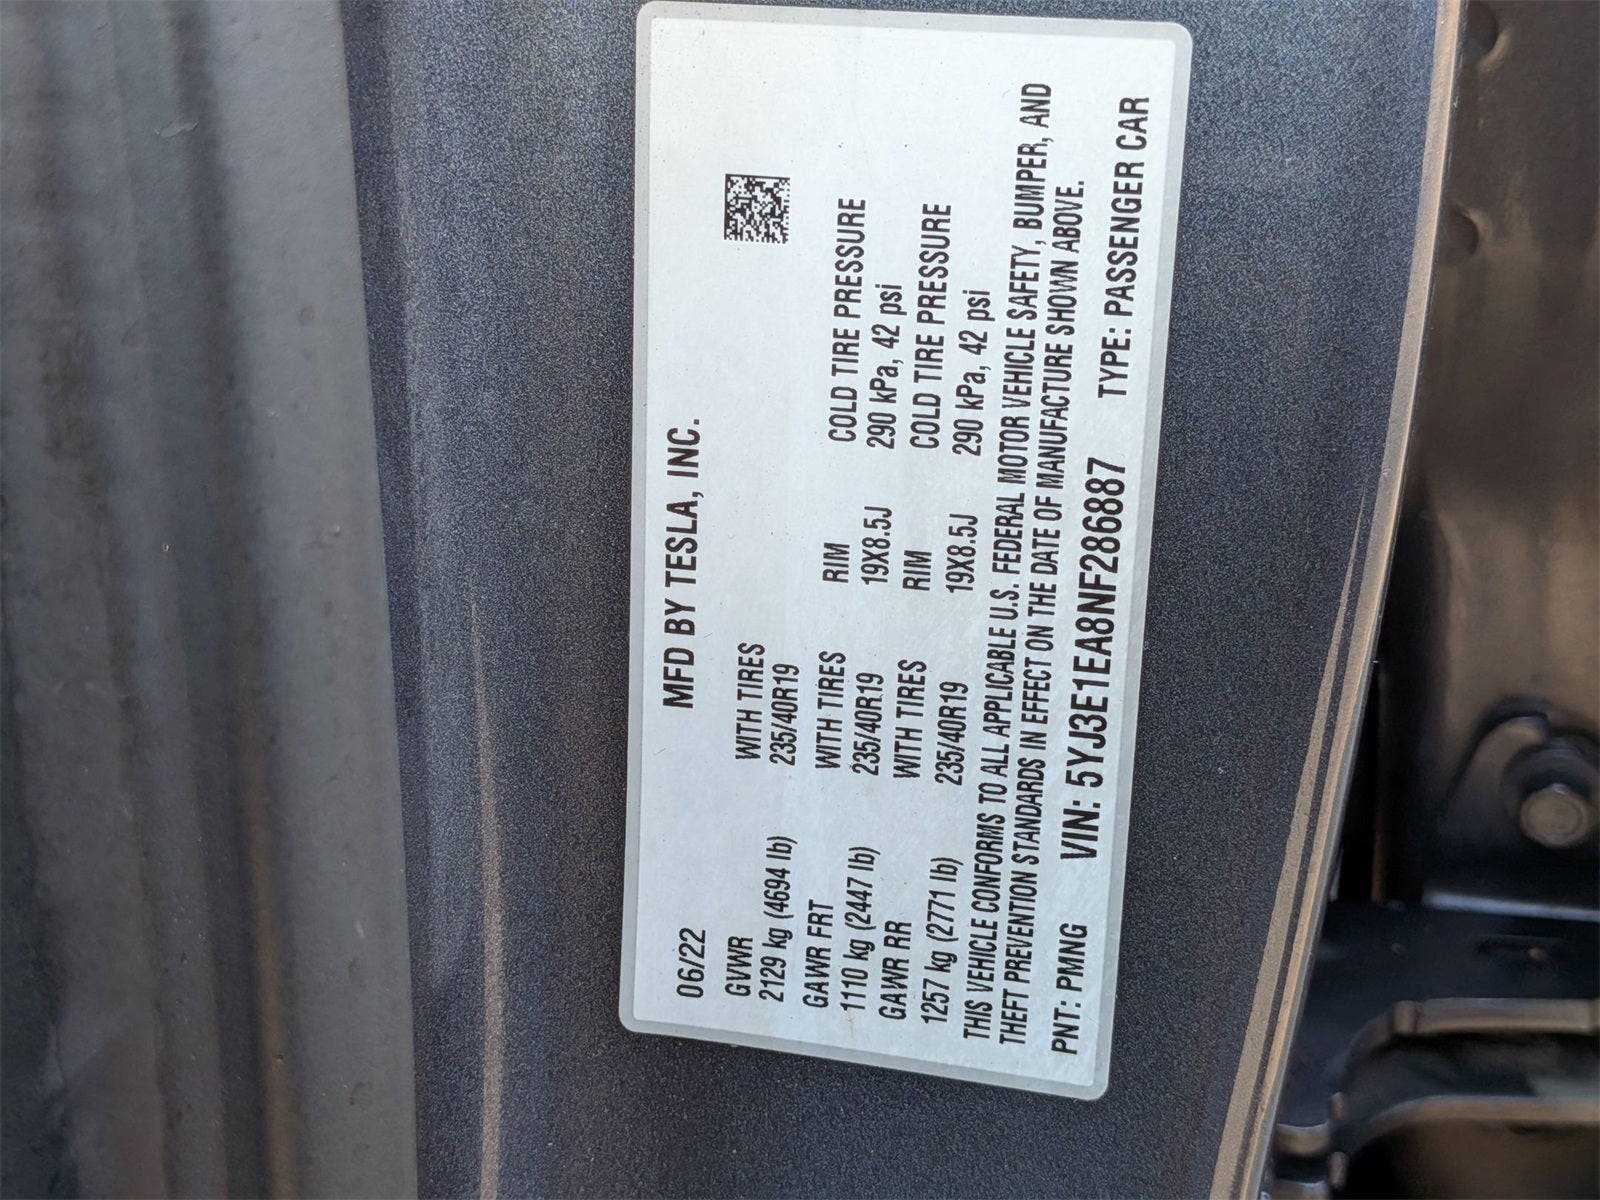 06/22 MFD BY TESLA, INC.
GVWR WITH TIRES
2129 kg (4694 lb) 235/40R19
GAWR FRT WITH TIRES RIM COLD TIRE PRESSURE
1110 kg (2447 lb) 235/40R19 19X8.5J 290 kPa, 42 psi
GAWR RR WITH TIRES RIM COLD TIRE PRESSURE
1257 kg (2771 lb) 235/40R19 19X8.5J 290 kPa, 42 psi
THIS VEHICLE CONFORMS TO ALL APPLICABLE U.S. FEDERAL MOTOR VEHICLE SAFETY, BUMPER, AND
THEFT PREVENTION STANDARDS IN EFFECT ON THE DATE OF MANUFACTURE SHOWN ABOVE.
PNT: PMNG VIN: 5YJ3E1EA8NF286887 TYPE: PASSENGER CAR